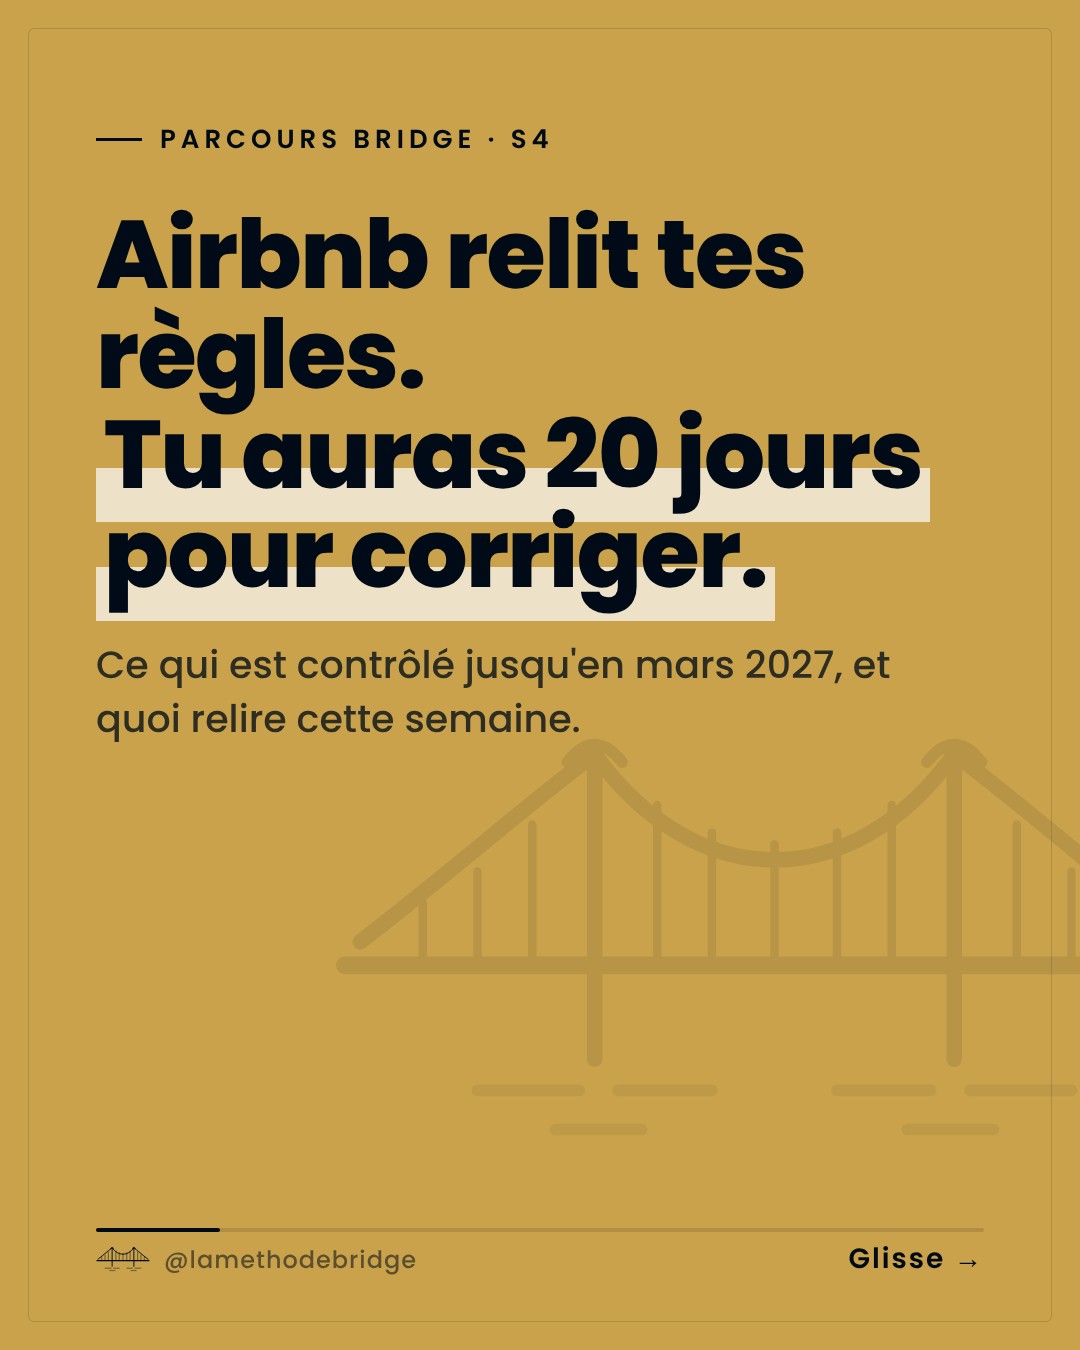 PARCOURS BRIDGE · S4
Airbnb relit tes
règles.
Tu auras 20 jours
pour corriger.
Ce qui est contrôlé jusqu'en mars 2027, et
quoi relire cette semaine.
@lamethodebridge
Glisse →